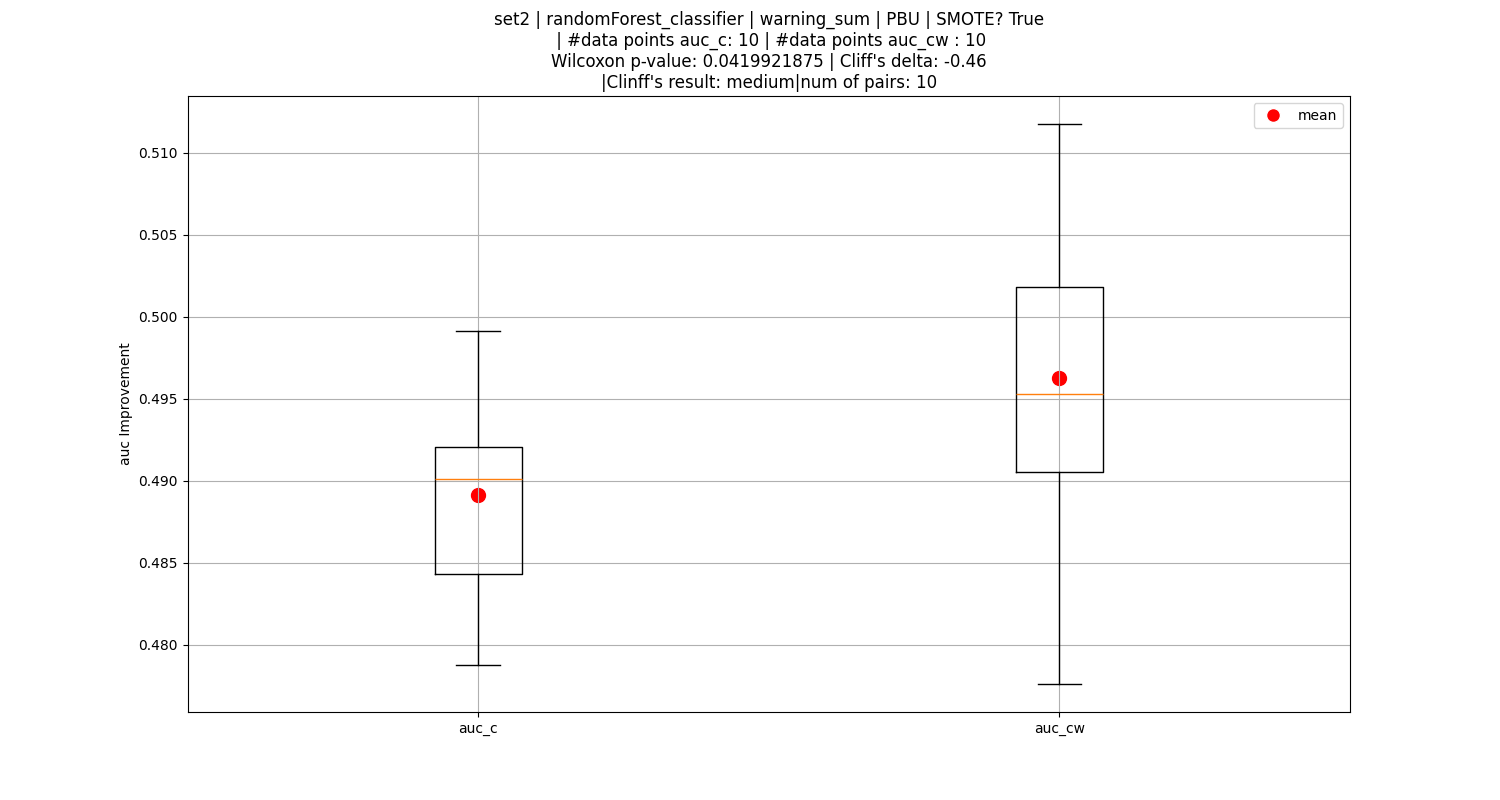 set2 | randomForest_classifier | warning_sum | PBU | SMOTE? True
| #data points auc_c: 10 | #data points auc_cw : 10
Wilcoxon p-value: 0.0419921875 | Cliff's delta: -0.46
|Clinff's result: medium|num of pairs: 10
mean
0.510
0.505
0.500
0.495
0.490
0.485
0.480
auc Improvement
auc_c
auc_cw